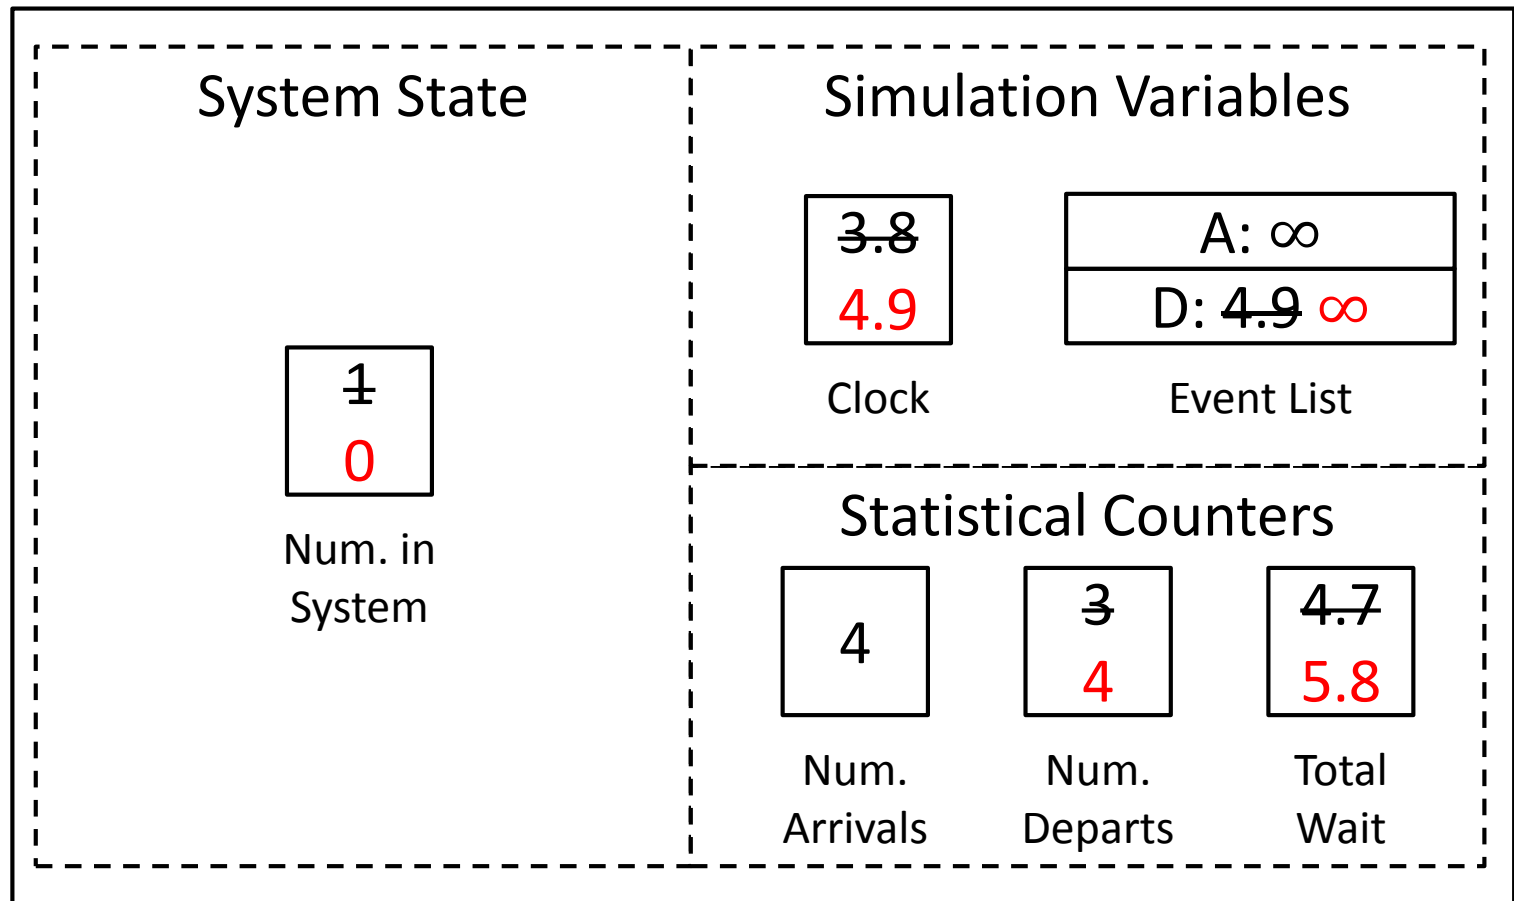 System State
1
0
Num. in
System
Simulation Variables
3.8
4.9
Clock
A: ∞
D: 4.9 ∞
Event List
Statistical Counters
4
Num.
Arrivals
3
4
Num.
Departs
4.7
5.8
Total
Wait